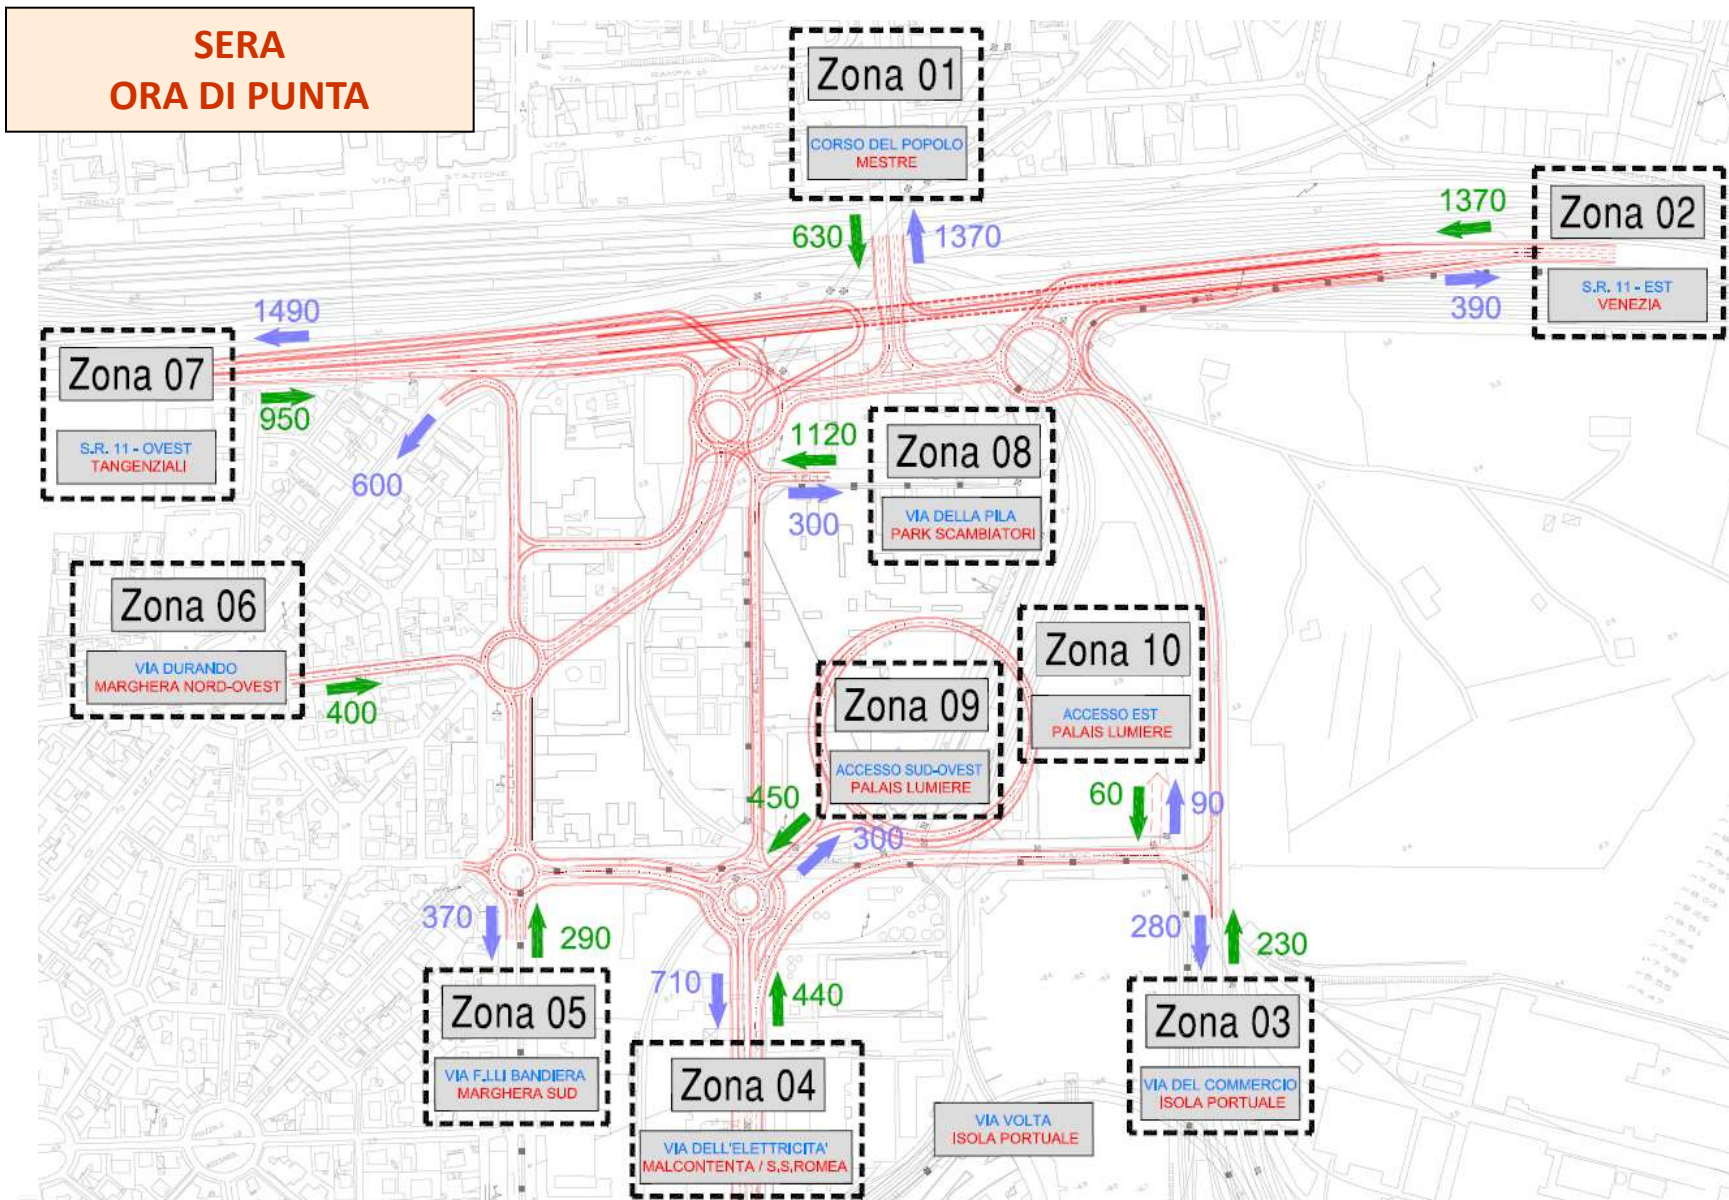 SERA
ORA DI PUNTA
Zona 01
CORSO DEL POPOLO
MESTRE
630
1370
1370
Zona 02
390
S.R. 11 - EST
VENEZIA
1490
Zona 07
950
S.R. 11 - OVEST
TANGENZIALI
600
1120
Zona 08
300
VIA DELLA PILA
PARK SCAMBIATORI
Zona 06
VIA DURANDO
MARGHERA NORD-OVEST
400
Zona 10
ACCESSO EST
PALAIS LUMIERE
Zona 09
ACCESSO SUD-OVEST
PALAIS LUMIERE
450
300
60
90
370
290
710
440
280
230
Zona 05
VIA F.LLI BANDIERA
MARGHERA SUD
Zona 04
VIA DELL'ELETTRICITA'
MALCONTENTA / S.S.ROMEA
VIA VOLTA
ISOLA PORTUALE
Zona 03
VIA DEL COMMERCIO
ISOLA PORTUALE